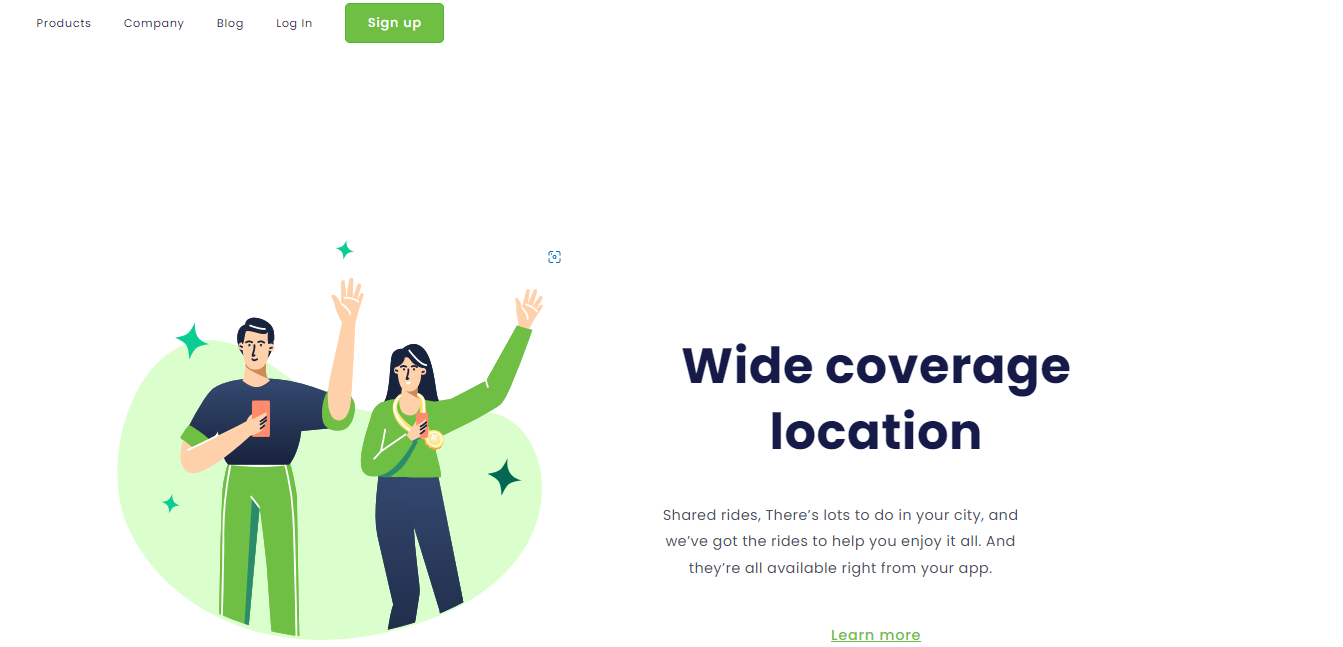 Products Company Blog Log In Sign up
Wide coverage
location
Shared rides, There’s lots to do in your city, and
we’ve got the rides to help you enjoy it all. And
they’re all available right from your app.
Learn more